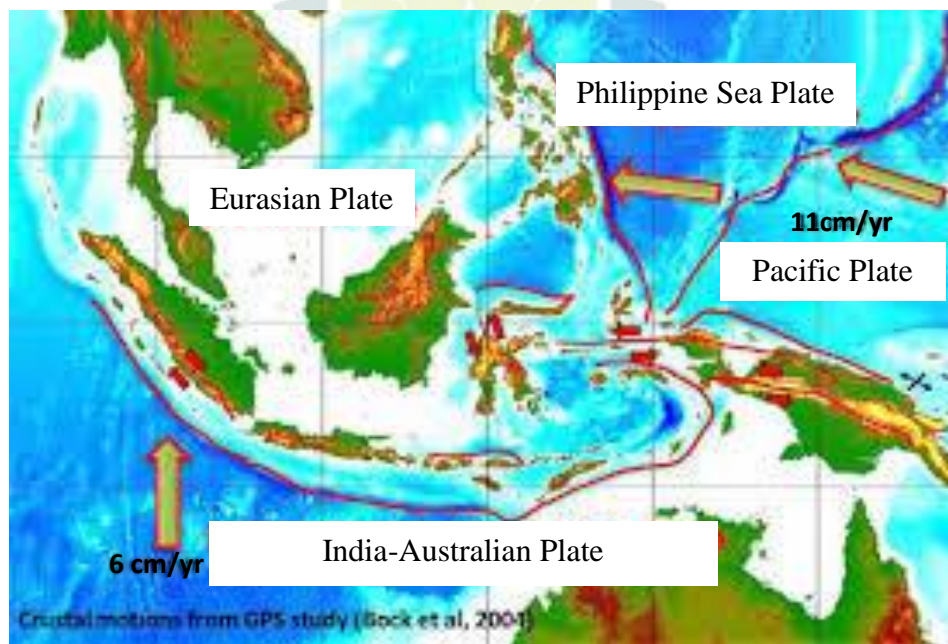 Philippine Sea Plate
Eurasian Plate
11cm/yr
Pacific Plate
India-Australian Plate
6 cm/yr
Crustal motions from GPS study (Bock et al, 2004)